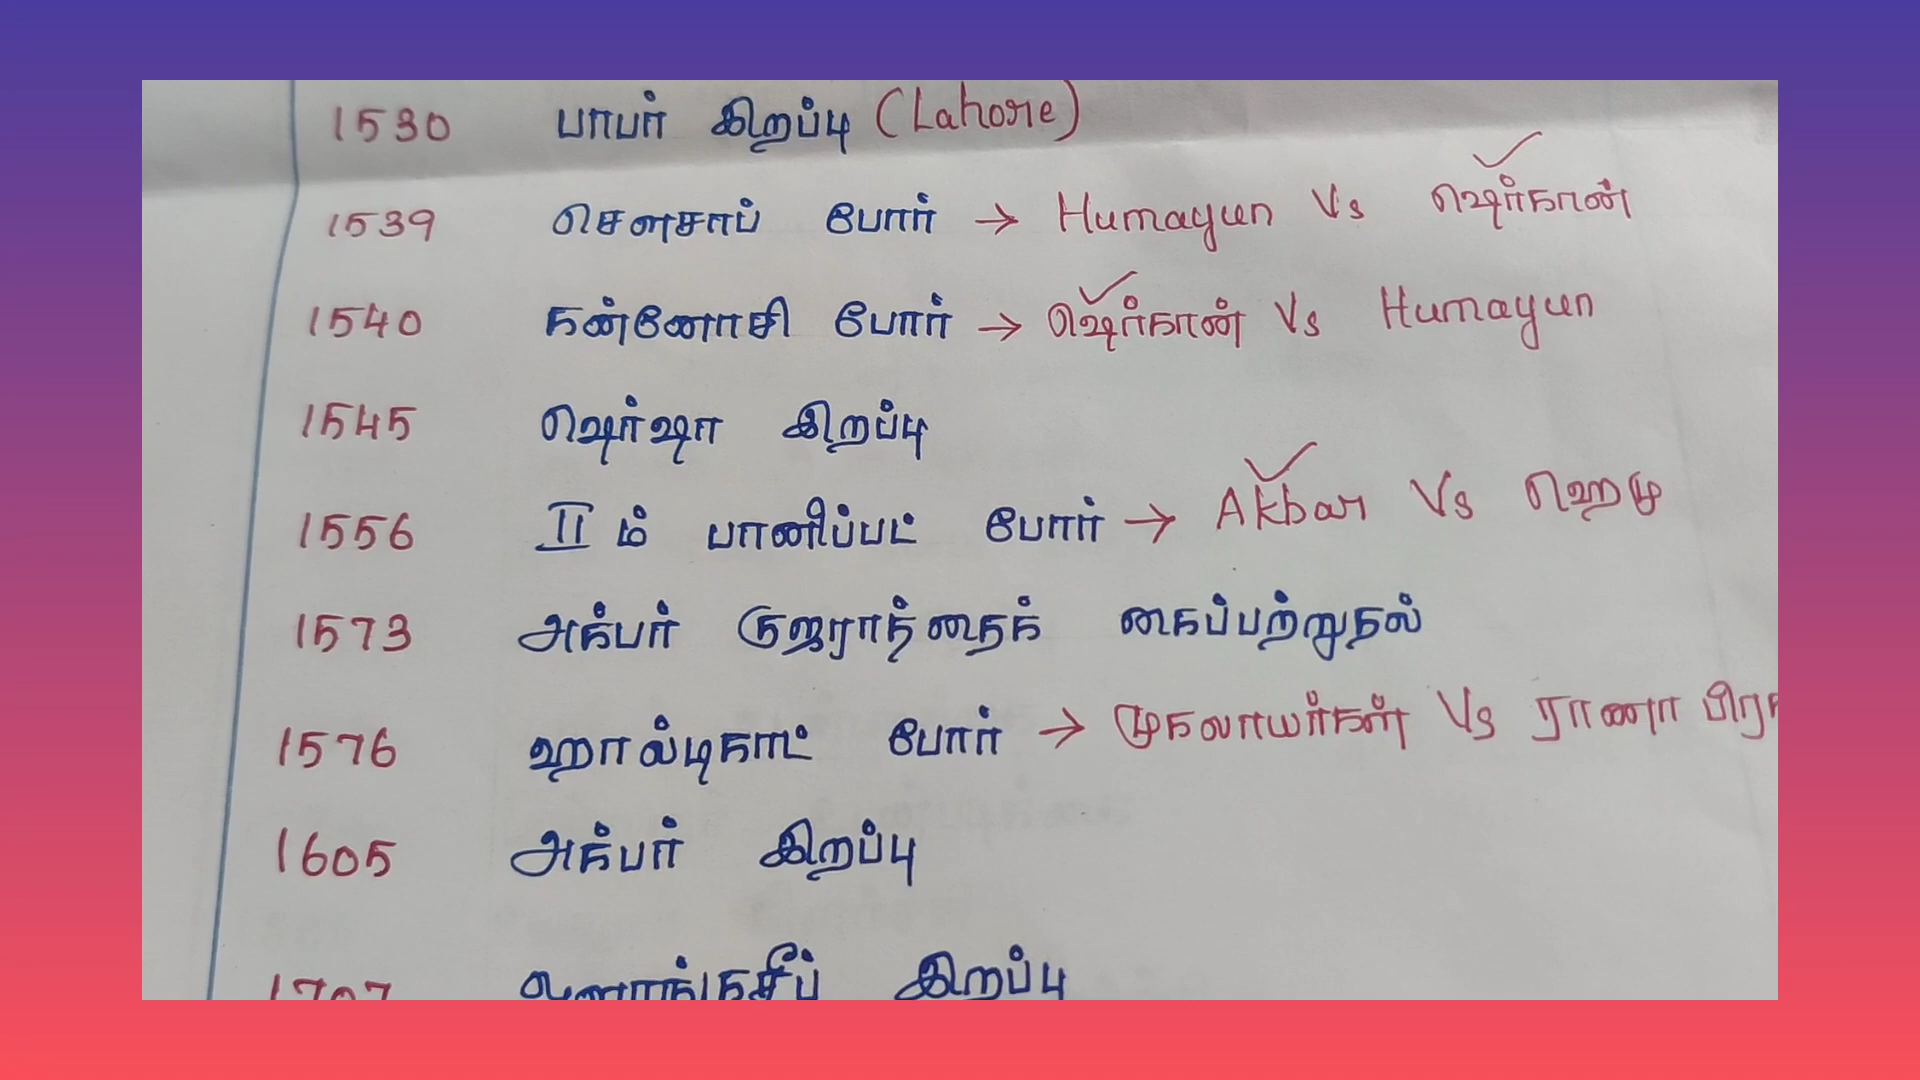 1530 பாபர் இறப்பு (Lahore)
1539 சௌசாப் போர் → Humayun Vs ஷெர்கான்
1540 கன்னோசி போர் → ஷெர்கான் Vs Humayun
1545 ஷெர்ஷா இறப்பு
1556 II ம் பானிப்பட் போர் → Akbar Vs ஹெமு
1573 அக்பர் குஜராத்தைக் கைப்பற்றுதல்
1576 ஹால்டிகாட் போர் → முகலாயர்கள் Vs ராணா
1605 அக்பர் இறப்பு
1707 ஔரங்கசீப் இறப்பு